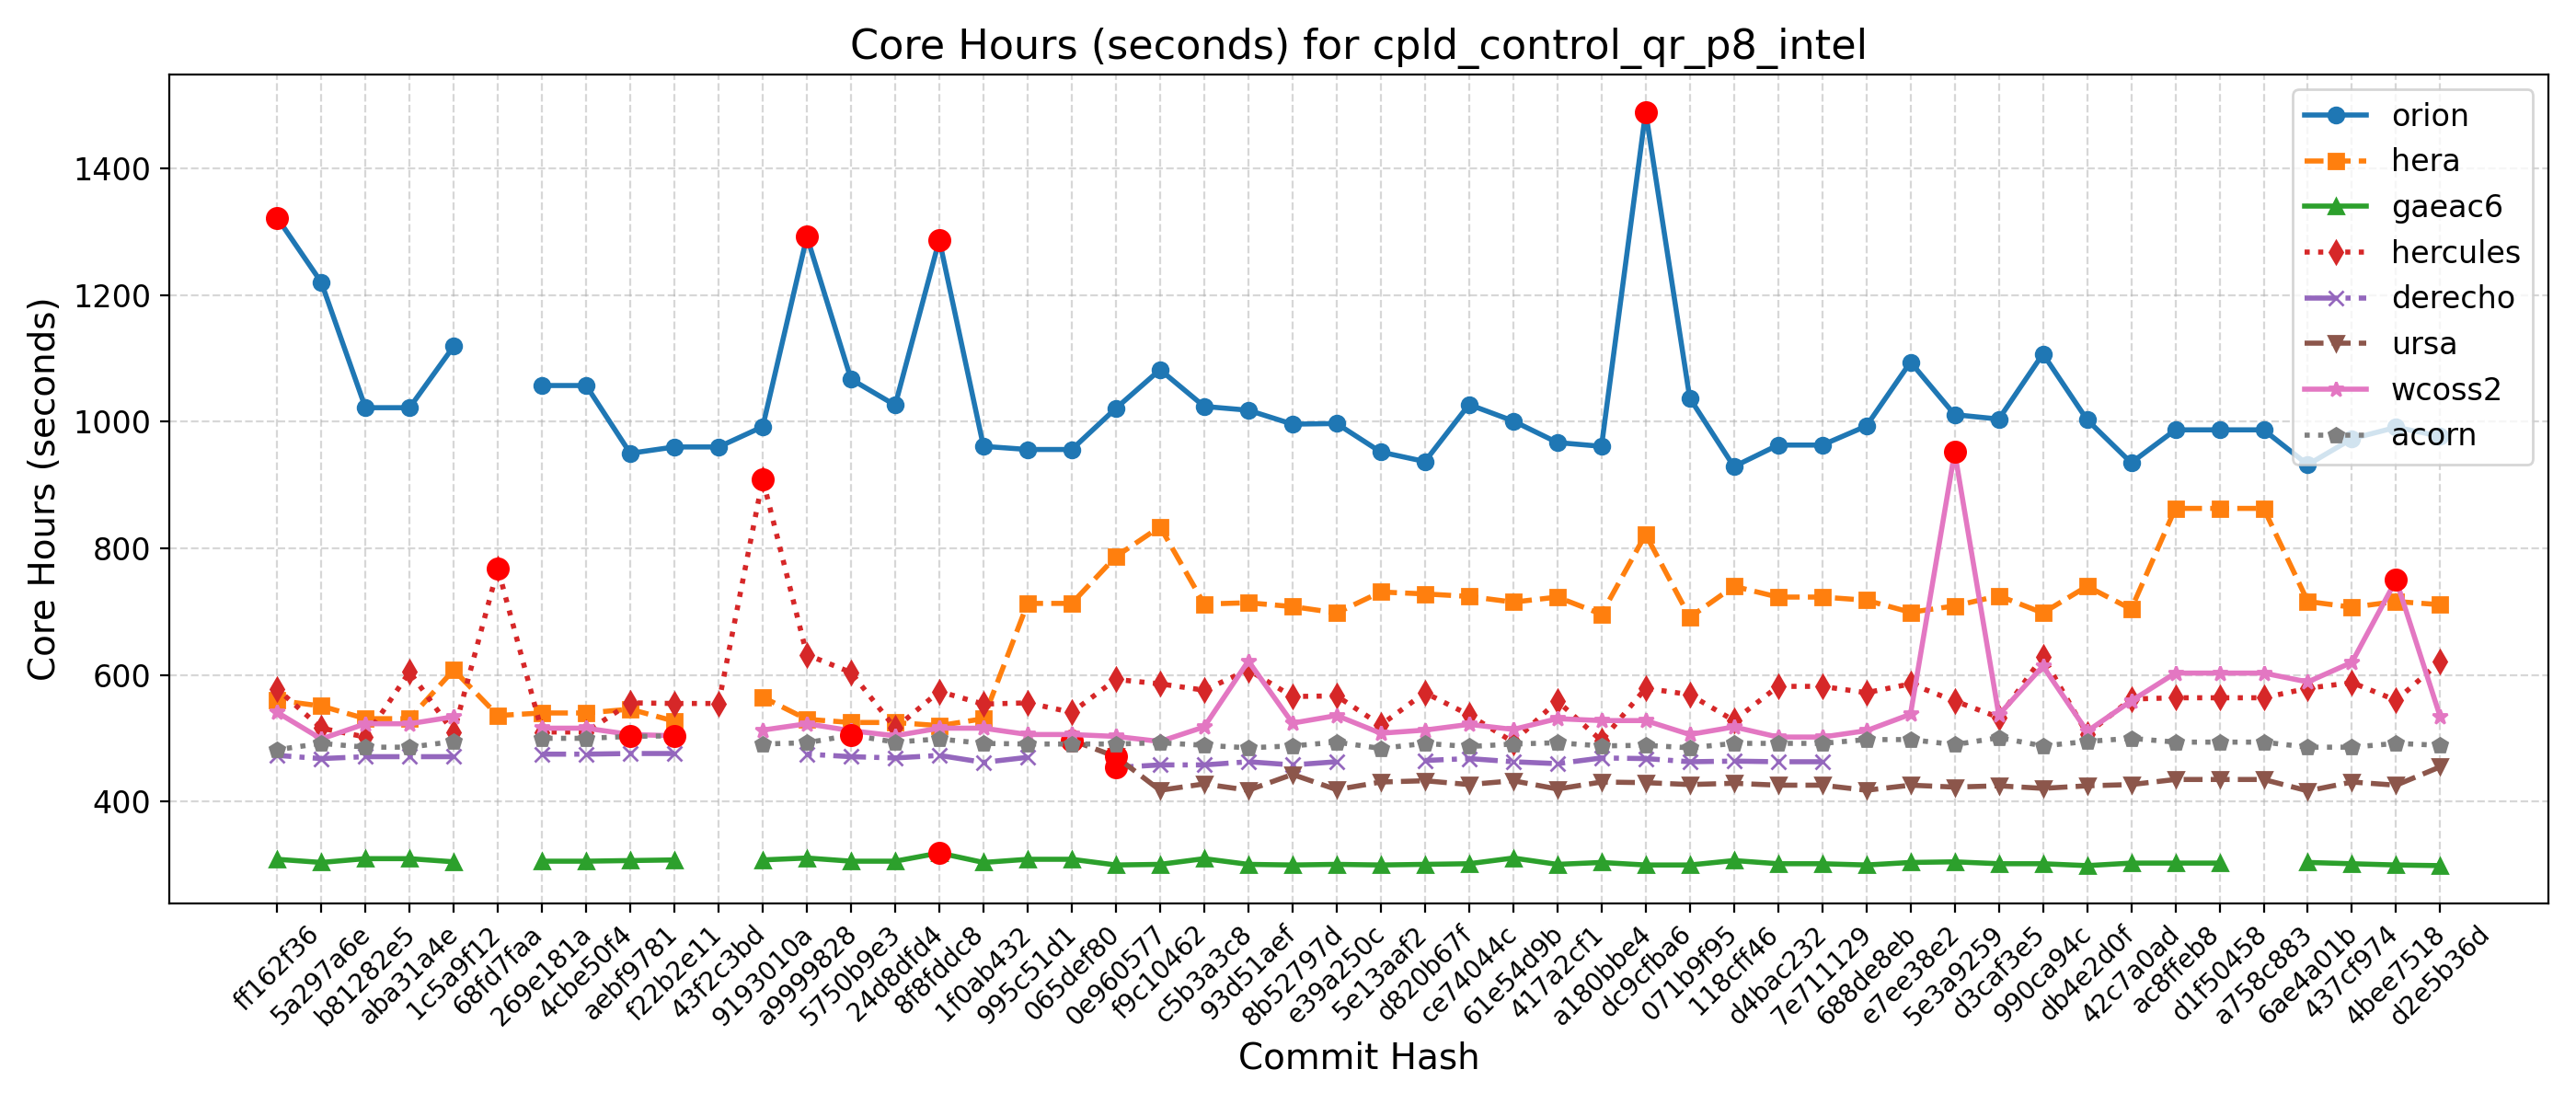 Core Hours (seconds) for cpld_control_qr_p8_intel
Core Hours (seconds)
1400
1200
1000
800
600
400
orion
hera
gaeac6
hercules
derecho
ursa
wcoss2
acorn
ff162f36
5a297a6e
b81282e5
aba31a4e
1c5a9f12
68fd7faa
269e181a
4cbe50f4
aebf9781
f22b2e11
43f2c3bd
9193010a
a9999828
5750b9e3
24d8dfd4
8f8fddc8
1f0ab432
995c51d1
065def80
0e960577
f9c10462
c5b3a3c8
93d51aef
8b52797d
e39a250c
5e13aaf2
d820b67f
ce74044c
61e54d9b
417a2cf1
a180bbe4
dc9cfba6
071b9f95
118cff46
d4bac232
7e711129
688de8eb
e7ee38e2
5e3a9259
d3caf3e5
990ca94c
db4e2d0f
42c7a0ad
ac8ffeb8
d1f50458
a758c883
6ae4a01b
437cf974
4bee7518
d2e5b36d
Commit Hash